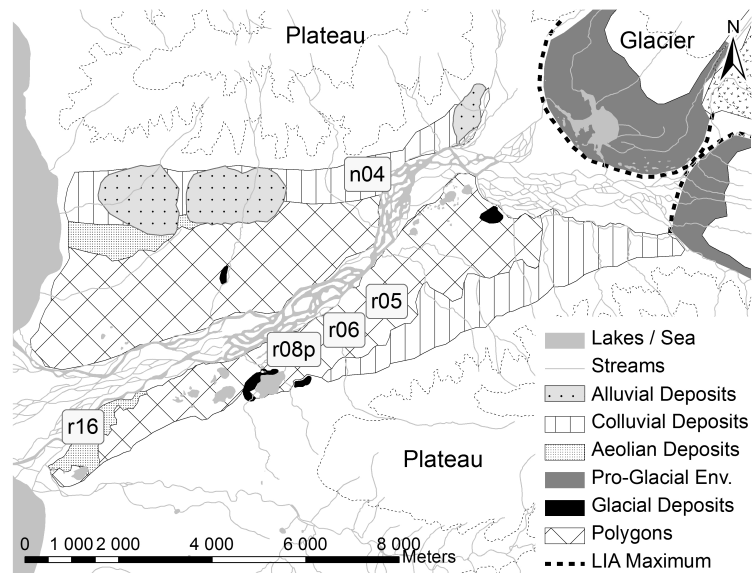 Plateau
Glacier
N
n04
r05
r06
r08p
r16
Plateau
Lakes / Sea
Streams
Alluvial Deposits
Colluvial Deposits
Aeolian Deposits
Pro-Glacial Env.
Glacial Deposits
Polygons
LIA Maximum
0 1 000 2 000 4 000 6 000 8 000
Meters